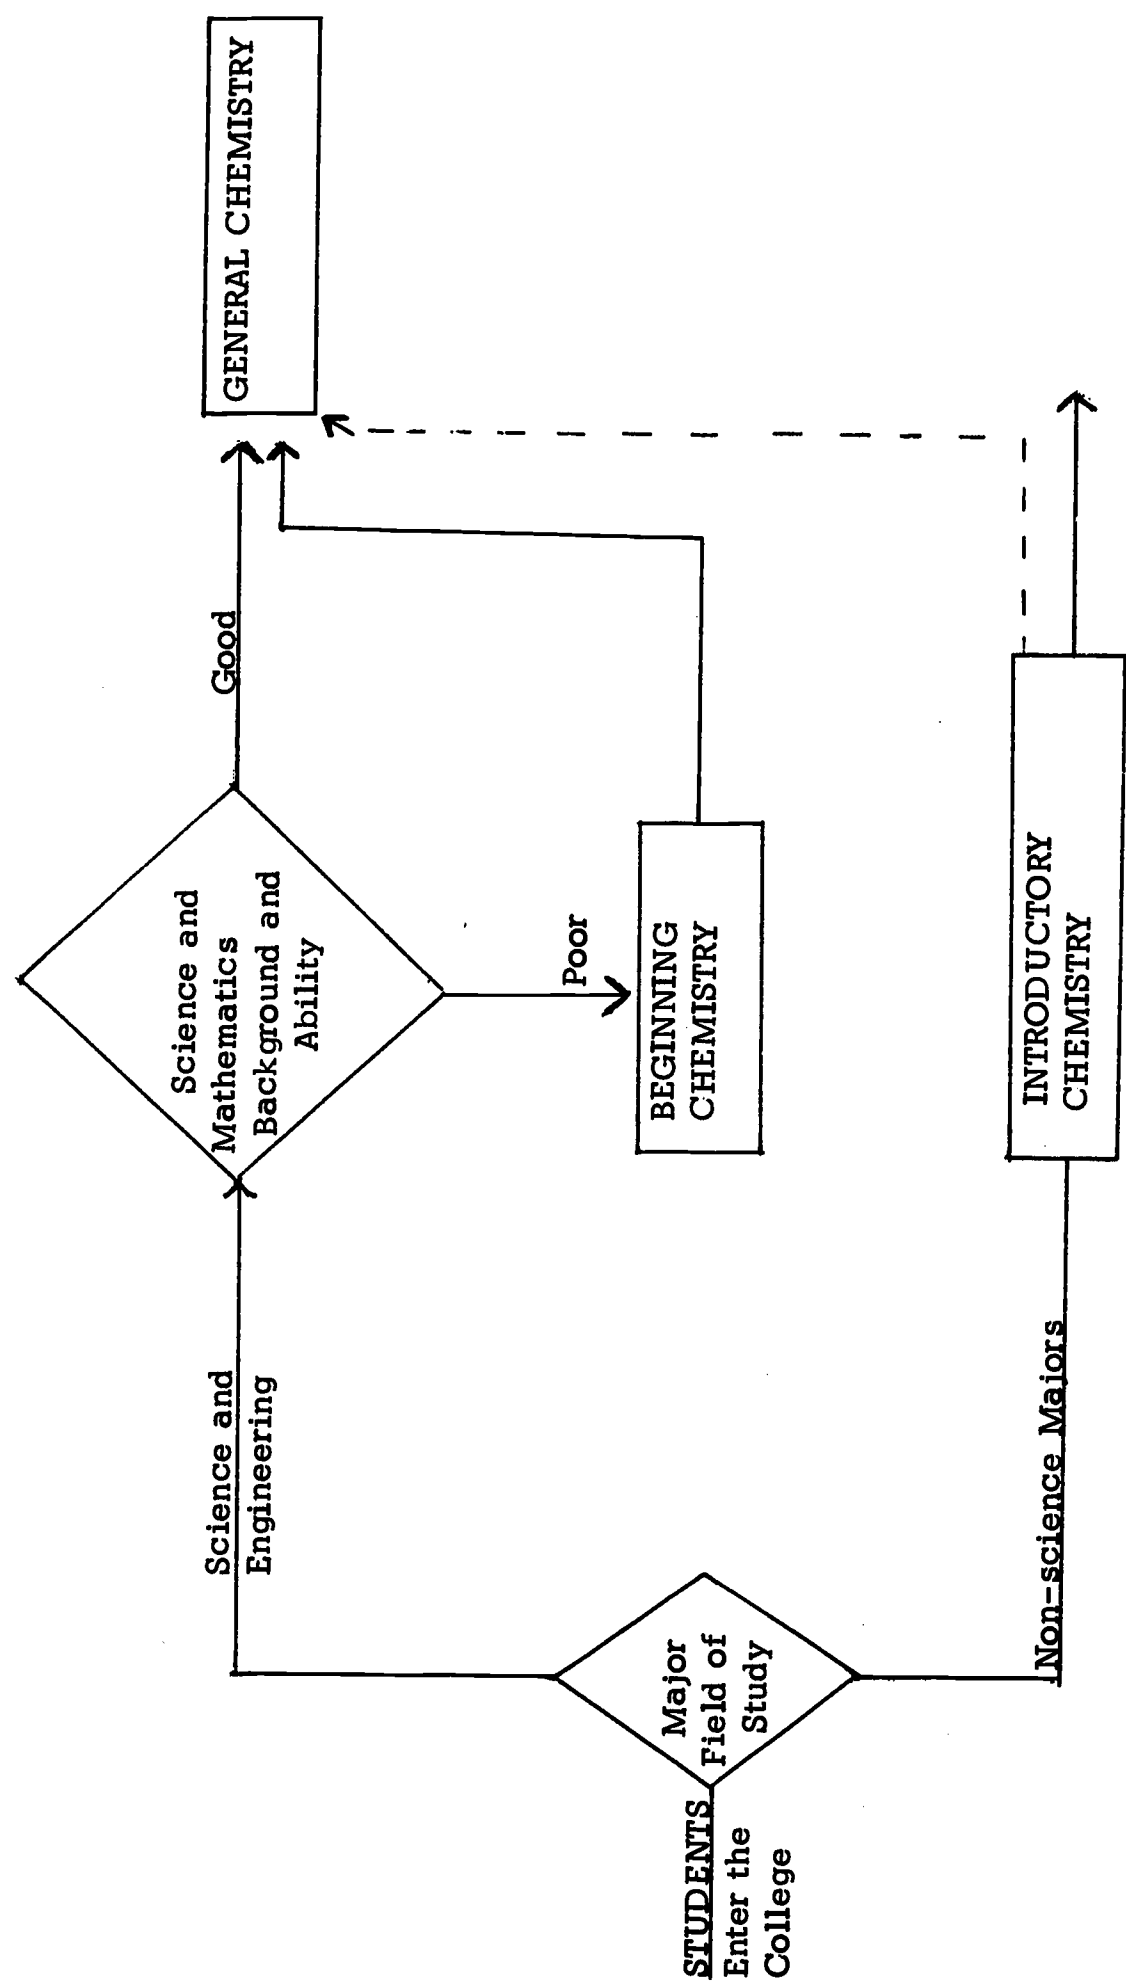 STUDENTS
Enter the
College
Major
Field of
Study
Science and
Engineering
Science and
Mathematics
Background and
Ability
Good
GENERAL CHEMISTRY
Poor
BEGINNING
CHEMISTRY
Non-science Majors
INTRODUCTORY
CHEMISTRY